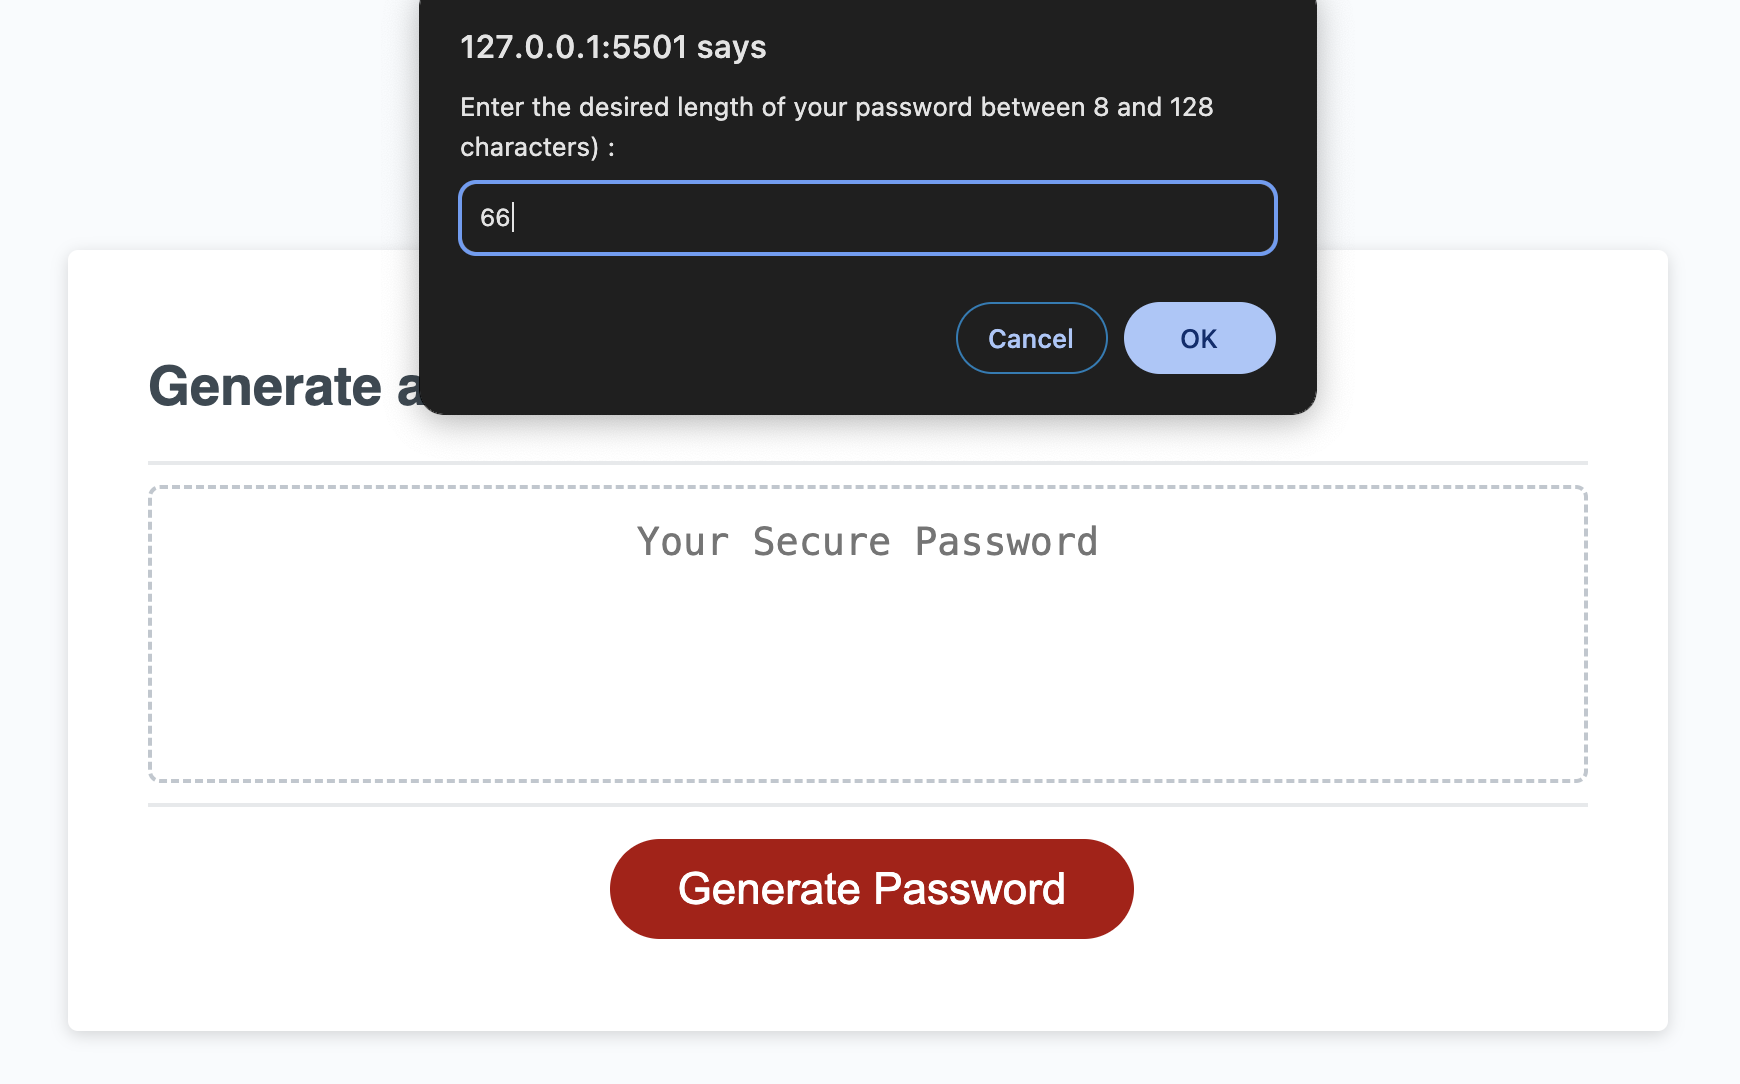 127.0.0.1:5501 says
Enter the desired length of your password between 8 and 128
characters) :
66
Cancel
OK
Generate a
Your Secure Password
Generate Password